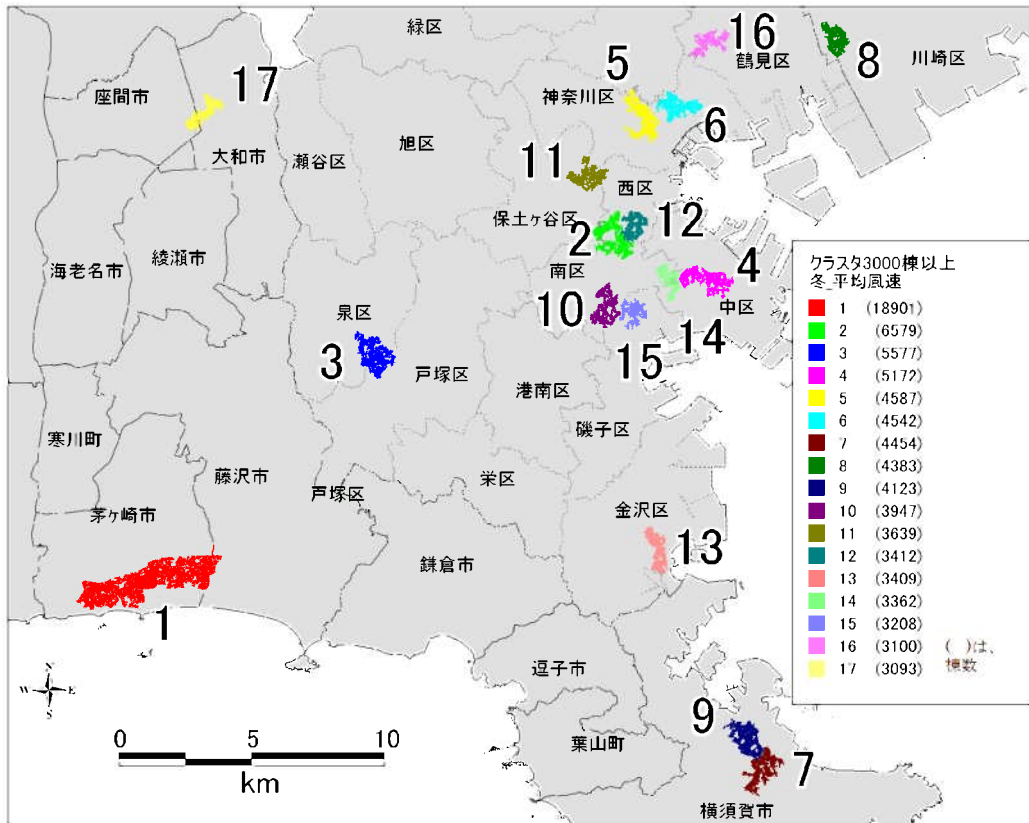 緑区
16
鶴見区
8
川崎区
5
神奈川区
6
座間市
17
大和市
瀬谷区
旭区
11
西区
保土ヶ谷区
2
12
海老名市
綾瀬市
南区
4
中区
10
14
15
泉区
3
戸塚区
港南区
磯子区
寒川町
藤沢市
戸塚区
栄区
金沢区
茅ヶ崎市
13
鎌倉市
1
逗子市
葉山町
9
7
横須賀市
N
W
E
S
0 5 10
km
クラスタ3000棟以上
冬_平均風速
1 (18901)
2 (6579)
3 (5577)
4 (5172)
5 (4587)
6 (4542)
7 (4454)
8 (4383)
9 (4123)
10 (3947)
11 (3639)
12 (3412)
13 (3409)
14 (3362)
15 (3208)
16 (3100)
17 (3093)
( )は、
棟数